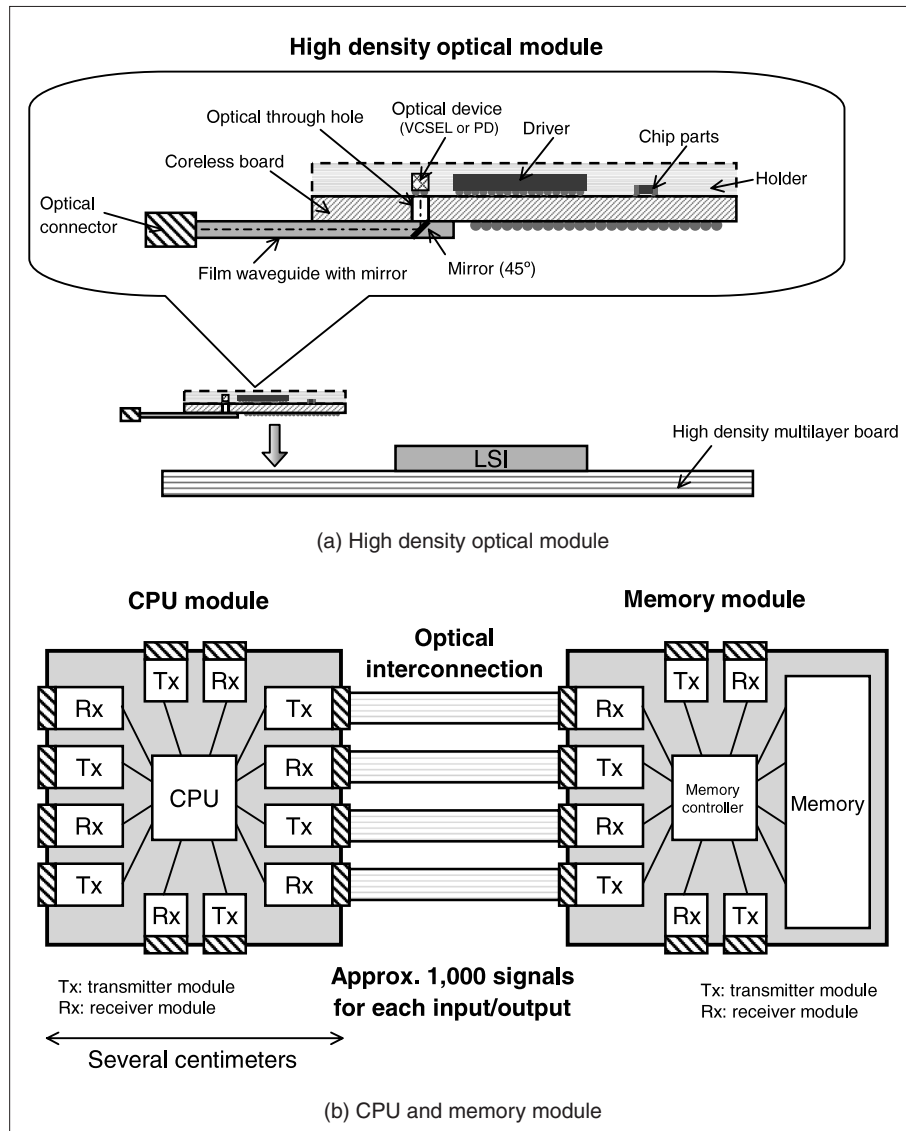 High density optical module
Optical device
(VCSEL or PD)
Optical through hole
Driver
Chip parts
Coreless board
Holder
Optical
connector
Film waveguide with mirror
Mirror (45°)
High density multilayer board
LSI
(a) High density optical module
CPU module
Memory module
Optical
interconnection
Tx
Rx
Tx
Rx
Rx
Tx
Rx
Tx
Rx
Tx
CPU
Memory
controller
Memory
Rx
Tx
Rx
Tx
Rx
Tx
Rx
Tx
Rx
Tx
Rx
Tx
Approx. 1,000 signals
for each input/output
Tx: transmitter module
Rx: receiver module
Tx: transmitter module
Rx: receiver module
Several centimeters
(b) CPU and memory module